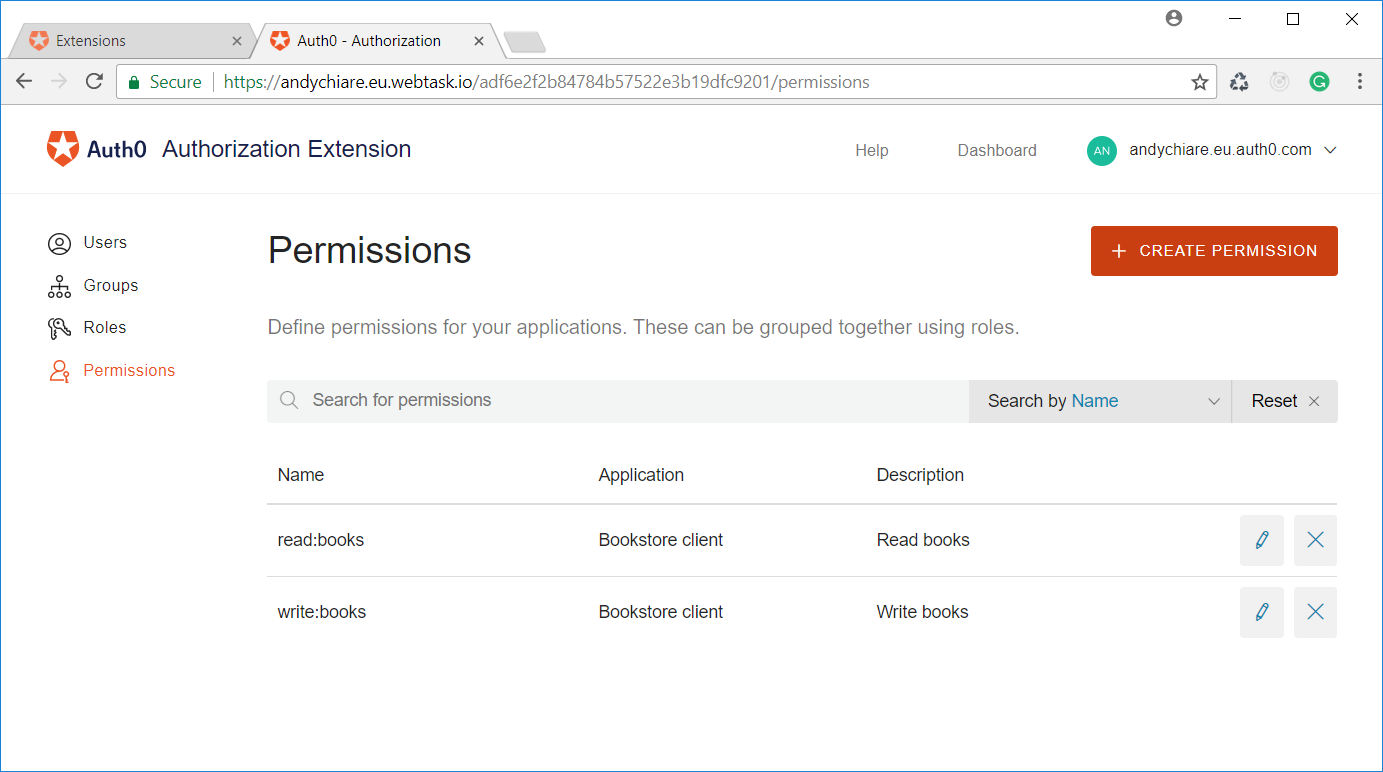 Extensions
Auth0 - Authorization
Secure https://andychiare.eu.webtask.io/adf6e2f2b84784b57522e3b19dfc9201/permissions
G
Auth0 Authorization Extension
Help
Dashboard
AN
andychiare.eu.auth0.com
Users
Groups
Roles
Permissions
Permissions
CREATE PERMISSION
Define permissions for your applications. These can be grouped together using roles.
Search for permissions
Search by Name
Reset
Name Application Description
read:books Bookstore client Read books
write:books Bookstore client Write books